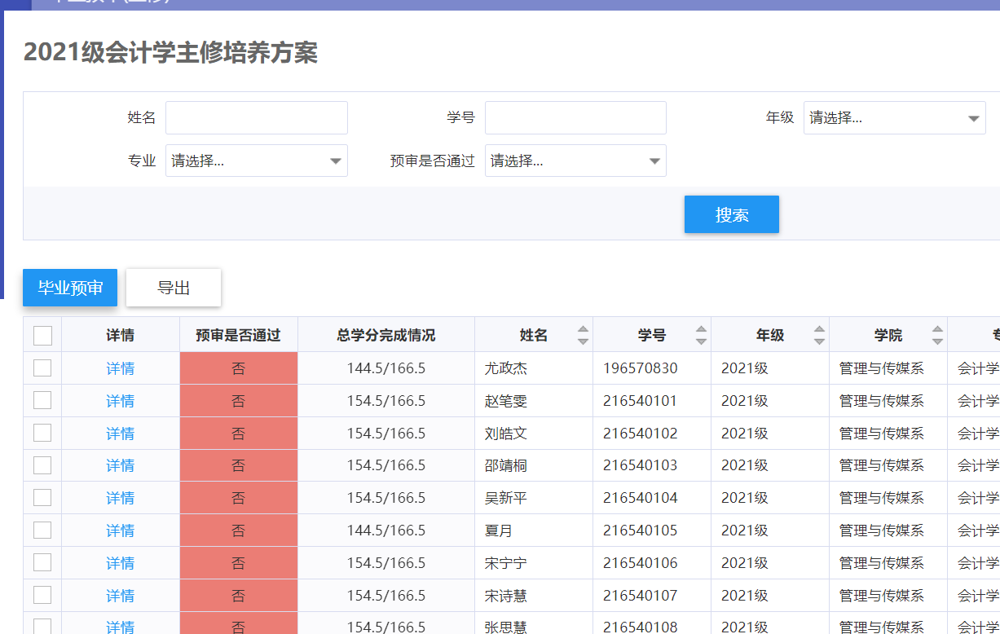 2021级会计学主修培养方案
姓名 学号 年级 请选择...
专业 请选择... 预审是否通过 请选择...
搜索
毕业预审 导出
详情 预审是否通过 总学分完成情况 姓名 学号 年级 学院
详情 否 144.5/166.5 尤政杰 196570830 2021级 管理与传媒系 会计学
详情 否 154.5/166.5 赵笔雯 216540101 2021级 管理与传媒系 会计学
详情 否 154.5/166.5 刘皓文 216540102 2021级 管理与传媒系 会计学
详情 否 154.5/166.5 邵靖桐 216540103 2021级 管理与传媒系 会计学
详情 否 154.5/166.5 吴新平 216540104 2021级 管理与传媒系 会计学
详情 否 144.5/166.5 夏月 216540105 2021级 管理与传媒系 会计学
详情 否 154.5/166.5 宋宁宁 216540106 2021级 管理与传媒系 会计学
详情 否 154.5/166.5 宋诗慧 216540107 2021级 管理与传媒系 会计学
详情 否 154.5/166.5 张思慧 216540108 2021级 管理与传媒系 会计学